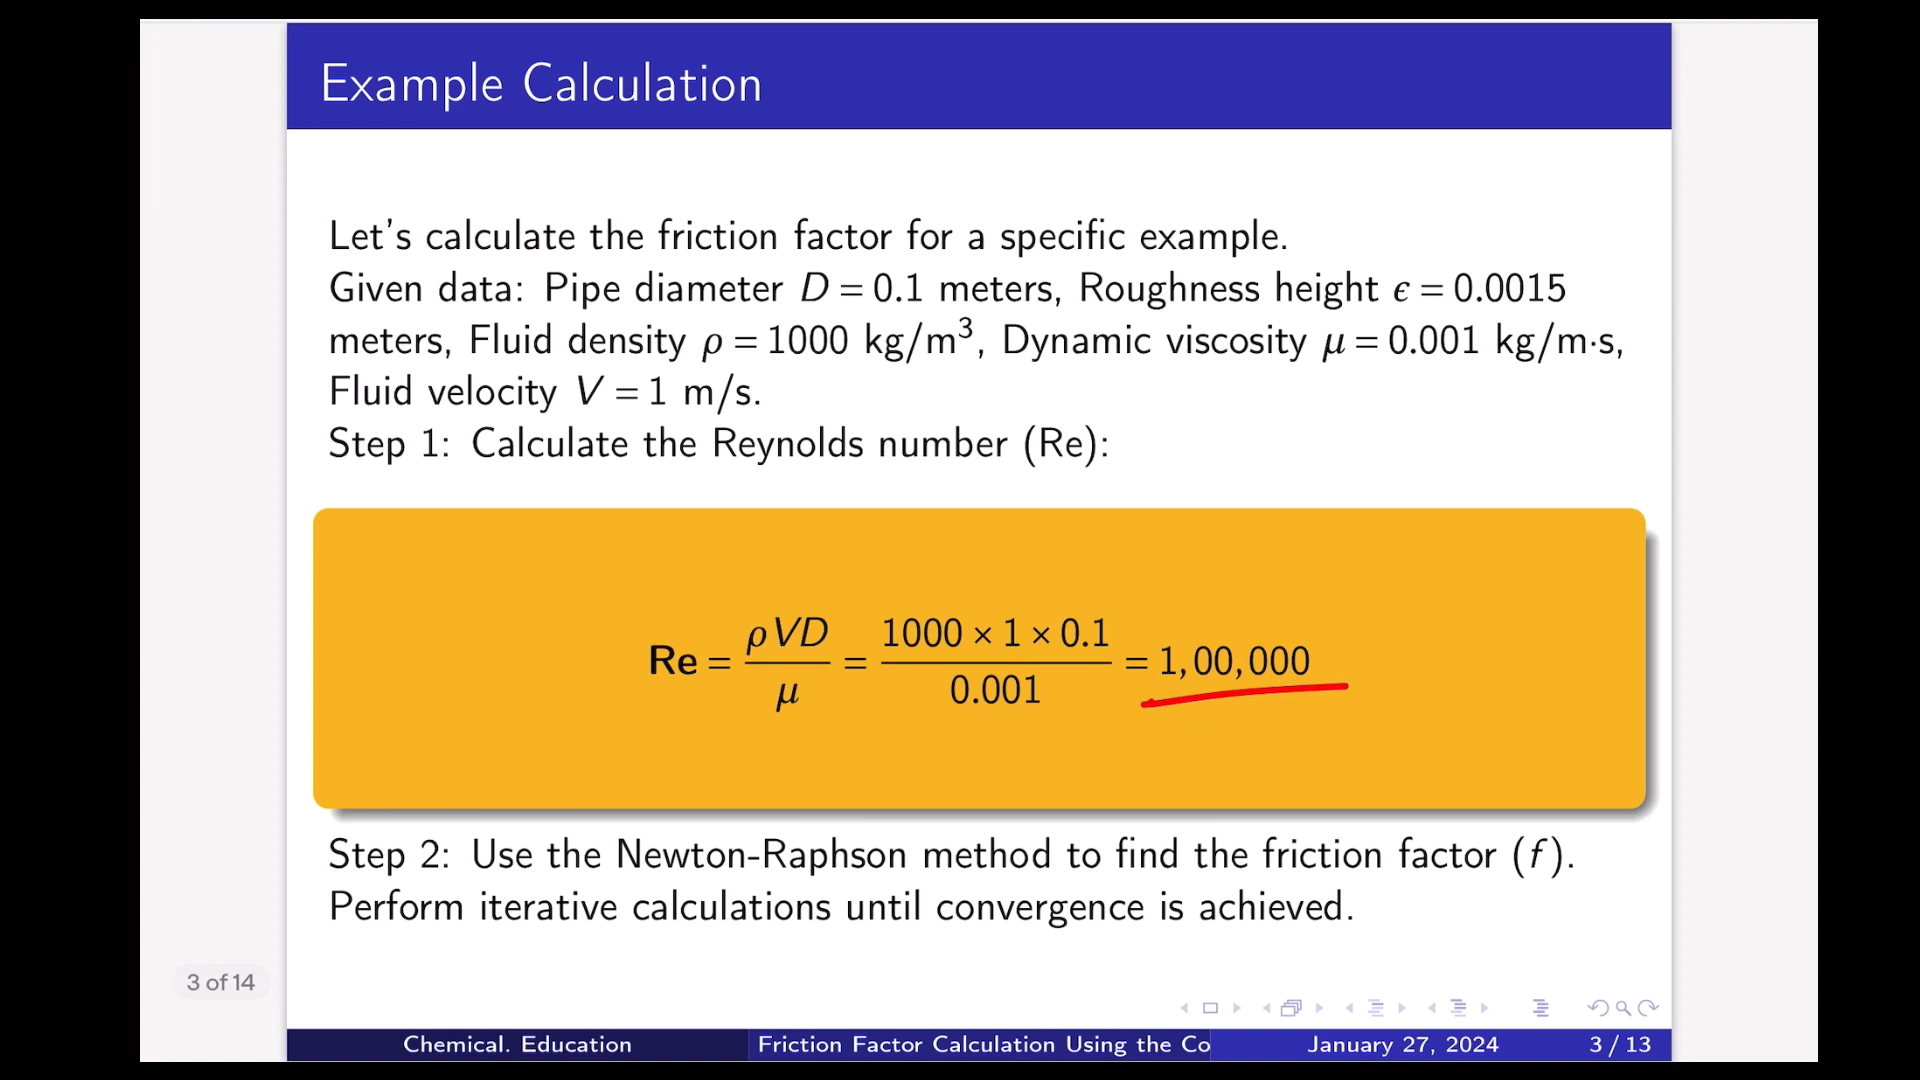 Example Calculation
Let's calculate the friction factor for a specific example.
Given data: Pipe diameter D = 0.1 meters, Roughness height ϵ = 0.0015
meters, Fluid density ρ = 1000 kg/m³, Dynamic viscosity μ = 0.001 kg/m·s,
Fluid velocity V = 1 m/s.
Step 1: Calculate the Reynolds number (Re):
Re = ρVD / μ = 1000 × 1 × 0.1 / 0.001 = 1,00,000
Step 2: Use the Newton-Raphson method to find the friction factor (f).
Perform iterative calculations until convergence is achieved.
3 of 14
Chemical. Education
Friction Factor Calculation Using the Co
January 27, 2024
3 / 13